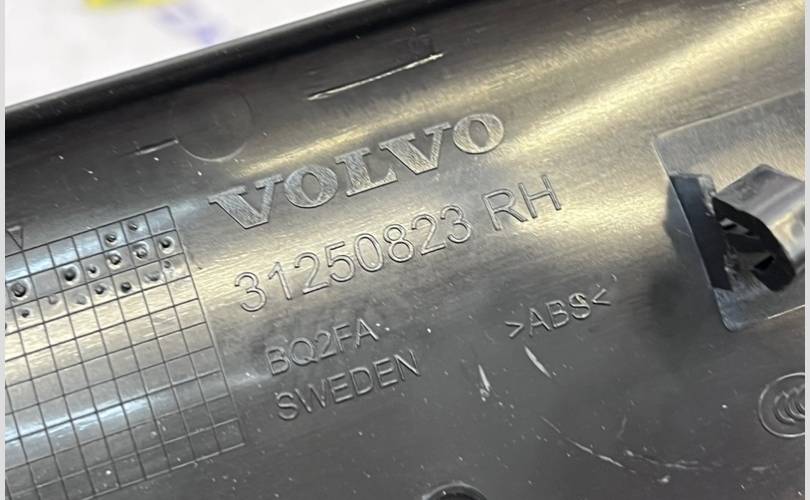 VOLVO
31250823 RH
BQ2FA
>ABS<
SWEDEN